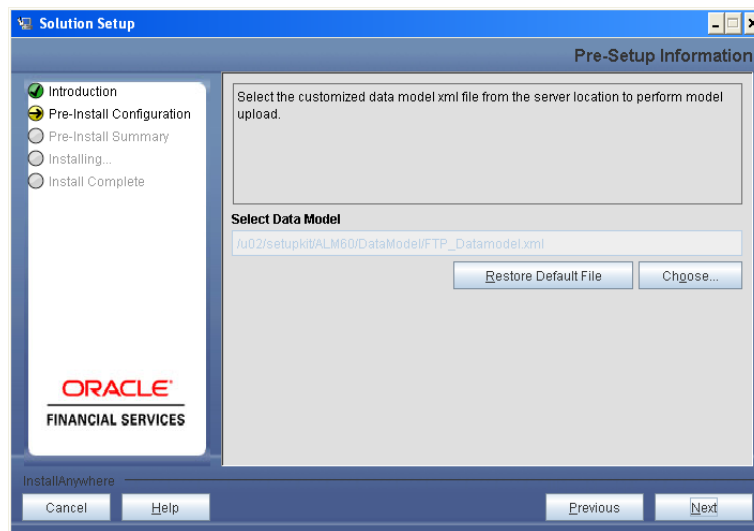 Solution Setup
Pre-Setup Information
Introduction
Pre-Install Configuration
Pre-Install Summary
Installing...
Install Complete
ORACLE
FINANCIAL SERVICES
Select the customized data model xml file from the server location to perform model
upload.
Select Data Model
/u02/setupkit/ALM60/DataModel/FTP_Datamodel.xml
Restore Default File
Choose...
InstallAnywhere
Cancel
Help
Previous
Next